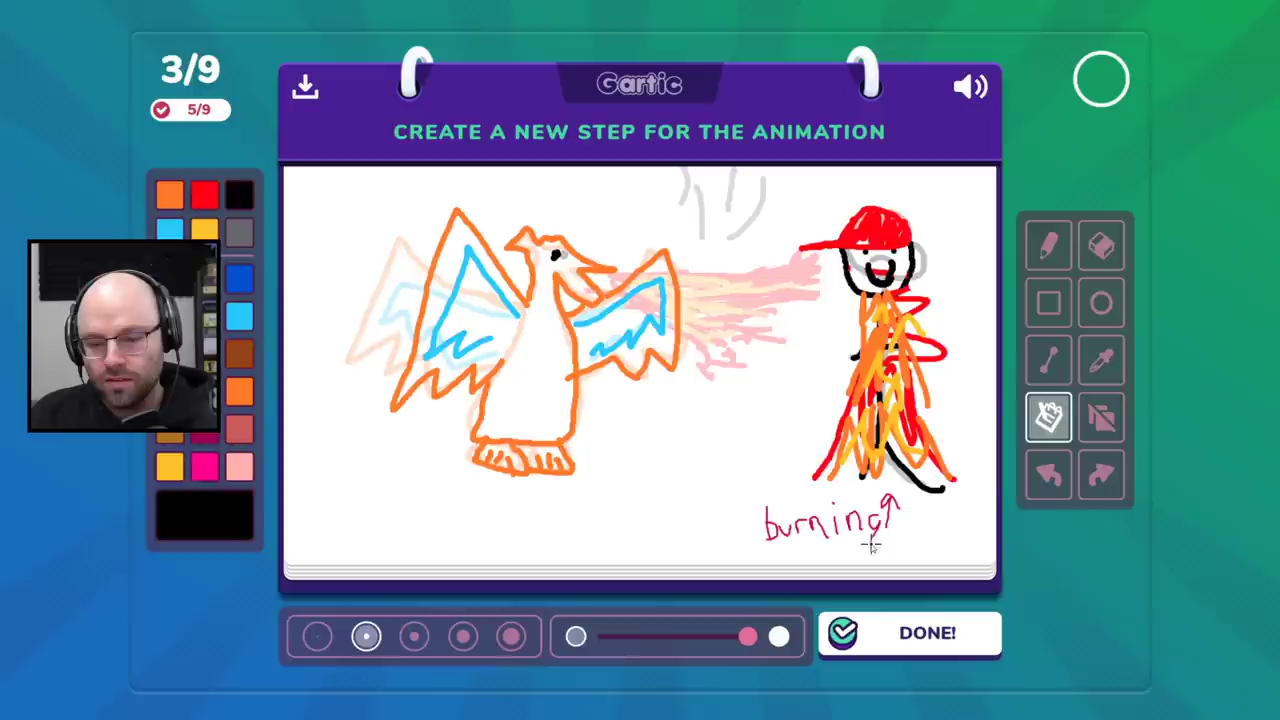 3/9
5/9
Gartic
CREATE A NEW STEP FOR THE ANIMATION
burning
DONE!